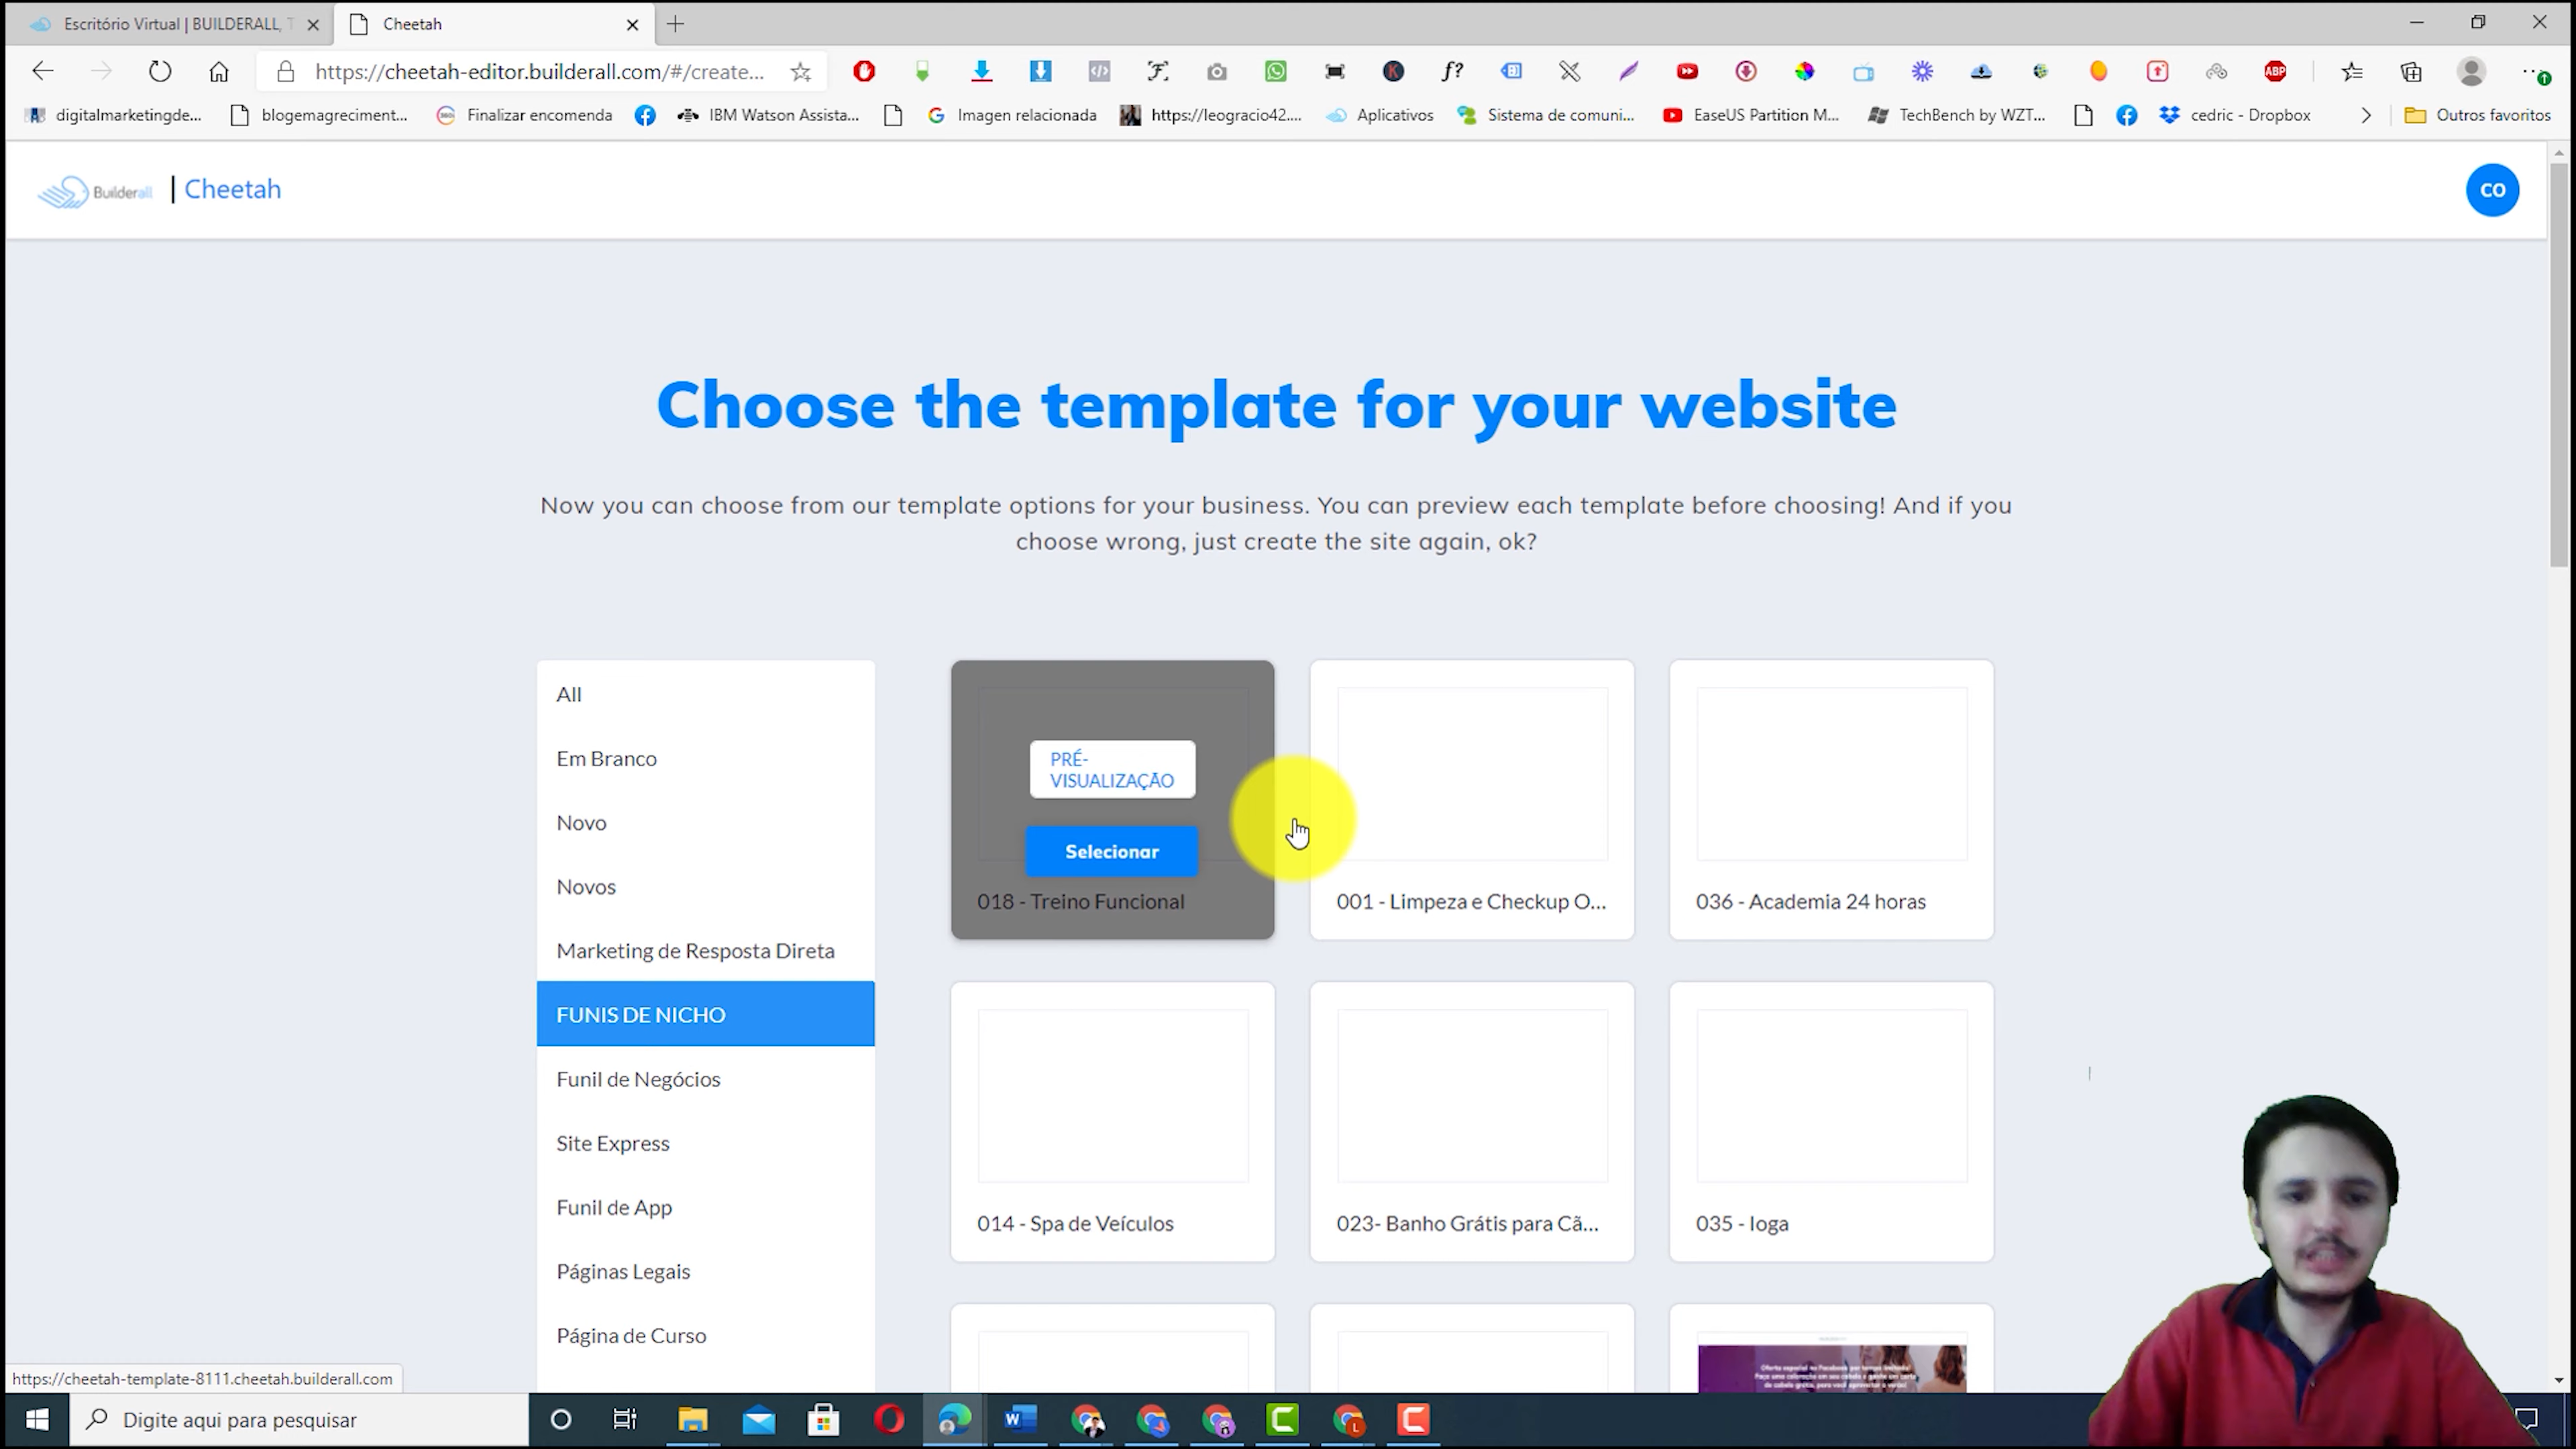 Escritório Virtual | BUILDERALL, T
Cheetah
https://cheetah-editor.builderall.com/#/create...
digitalmarketingde...
blogemagreciment...
Finalizar encomenda
IBM Watson Assista...
Imagen relacionada
https://leogracio42....
Aplicativos
Sistema de comuni...
EaseUS Partition M...
TechBench by WZT...
cedric - Dropbox
Outros favoritos
Builderall | Cheetah
CO
Choose the template for your website
Now you can choose from our template options for your business. You can preview each template before choosing! And if you
choose wrong, just create the site again, ok?
All
Em Branco
Novo
Novos
Marketing de Resposta Direta
FUNIS DE NICHO
Funil de Negócios
Site Express
Funil de App
Páginas Legais
Página de Curso
PRÉ-
VISUALIZAÇÃO
Selecionar
018 - Treino Funcional
001 - Limpeza e Checkup O...
036 - Academia 24 horas
014 - Spa de Veículos
023- Banho Grátis para Cã...
035 - Ioga
https://cheetah-template-8111.cheetah.builderall.com
Digite aqui para pesquisar